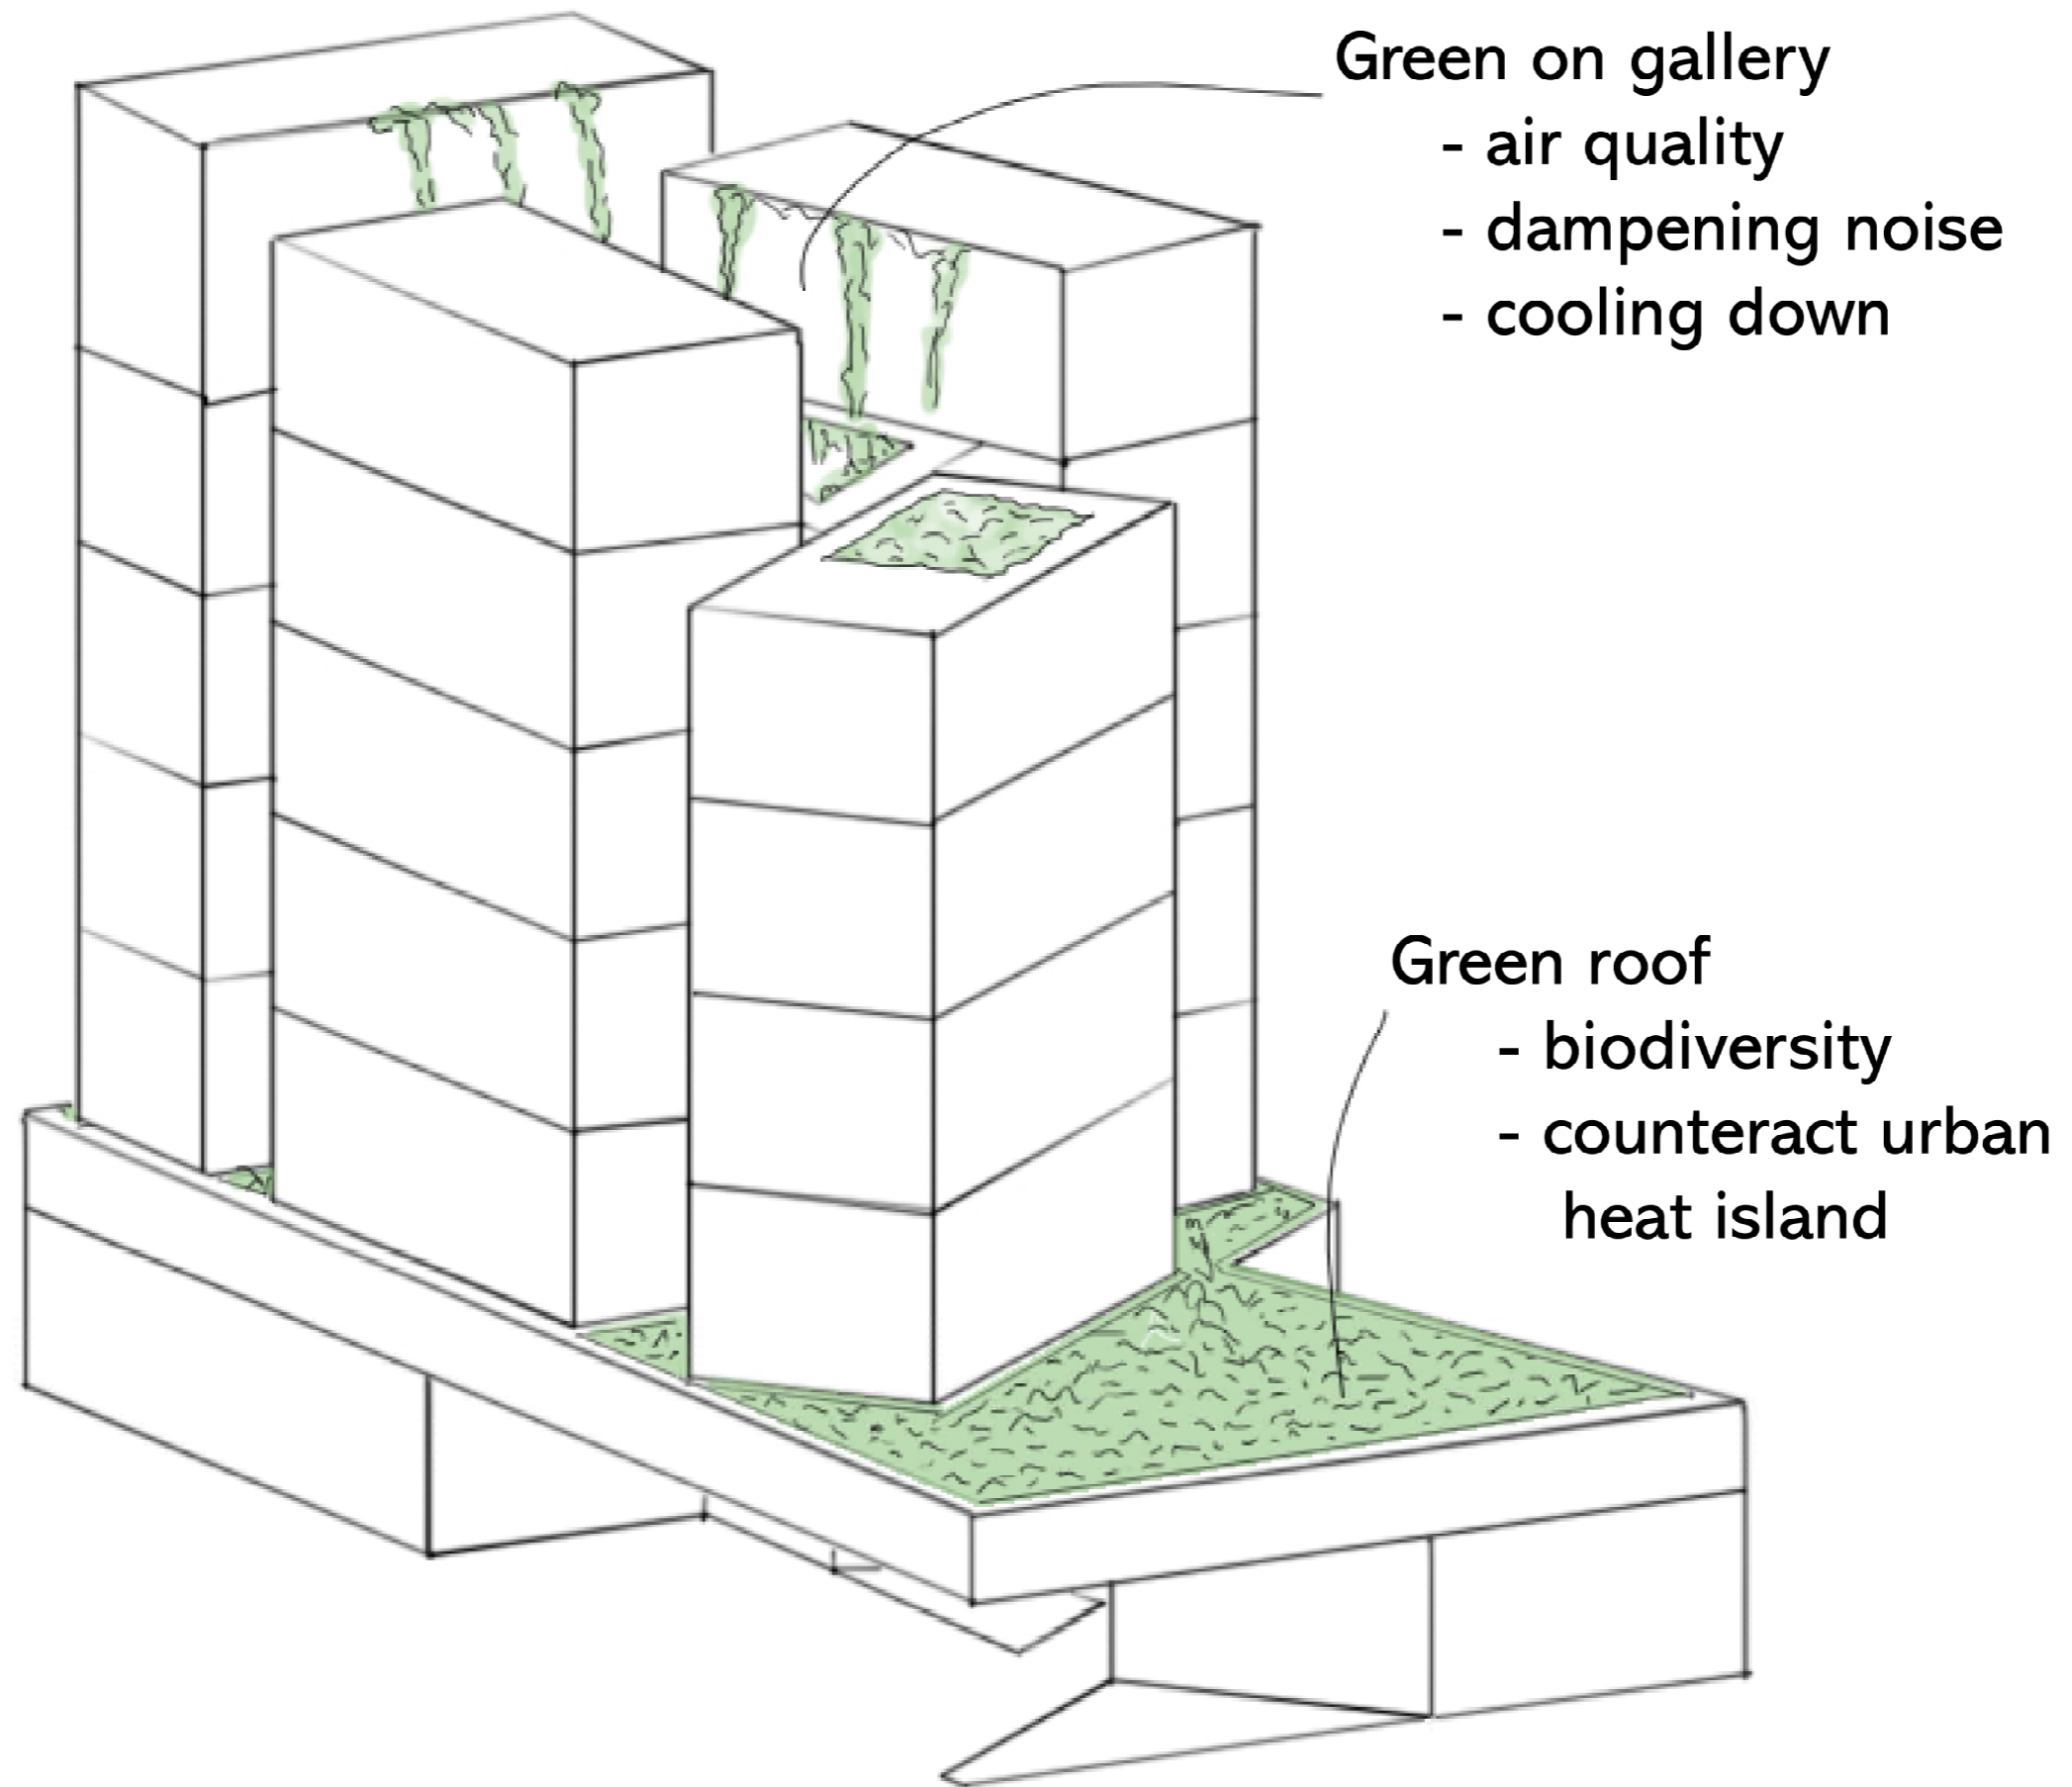 Green on gallery
- air quality
- dampening noise
- cooling down
Green roof
- biodiversity
- counteract urban
heat island